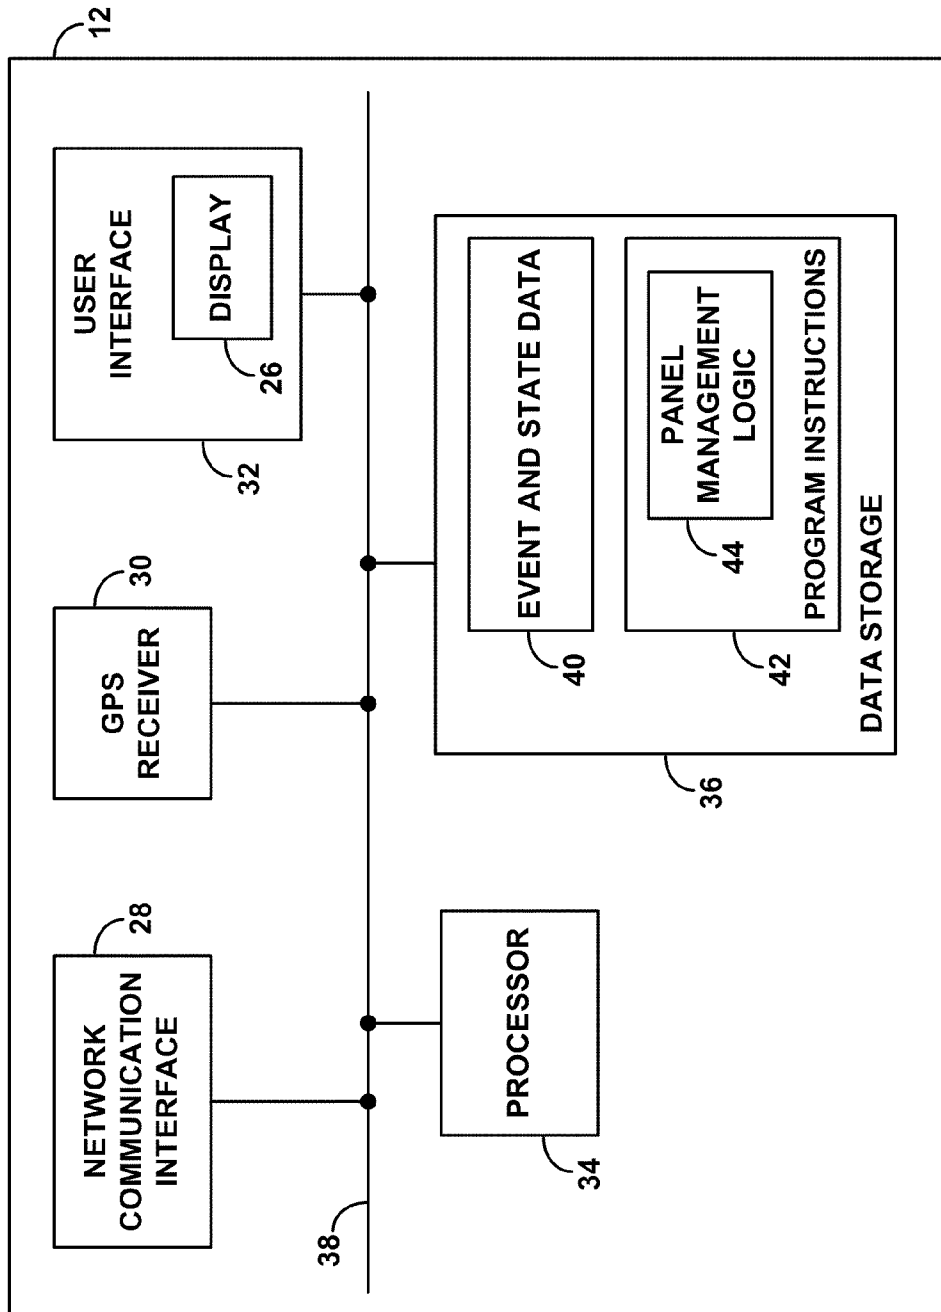 12
NETWORK
COMMUNICATION
INTERFACE
28
GPS
RECEIVER
30
USER
INTERFACE
DISPLAY
26
32
38
PROCESSOR
34
EVENT AND STATE DATA
40
PANEL
MANAGEMENT
LOGIC
44
PROGRAM INSTRUCTIONS
42
DATA STORAGE
36